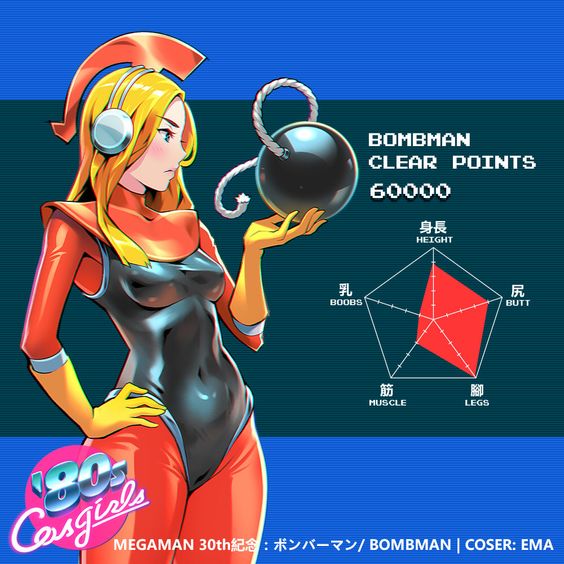 BOMBMAN
CLEAR POINTS
60000
身長
HEIGHT
乳
BOOBS
尻
BUTT
筋
MUSCLE
腳
LEGS
'80s
Cosgirls
MEGAMAN 30th紀念：ボンバーマン/ BOMBMAN | COSER: EMA